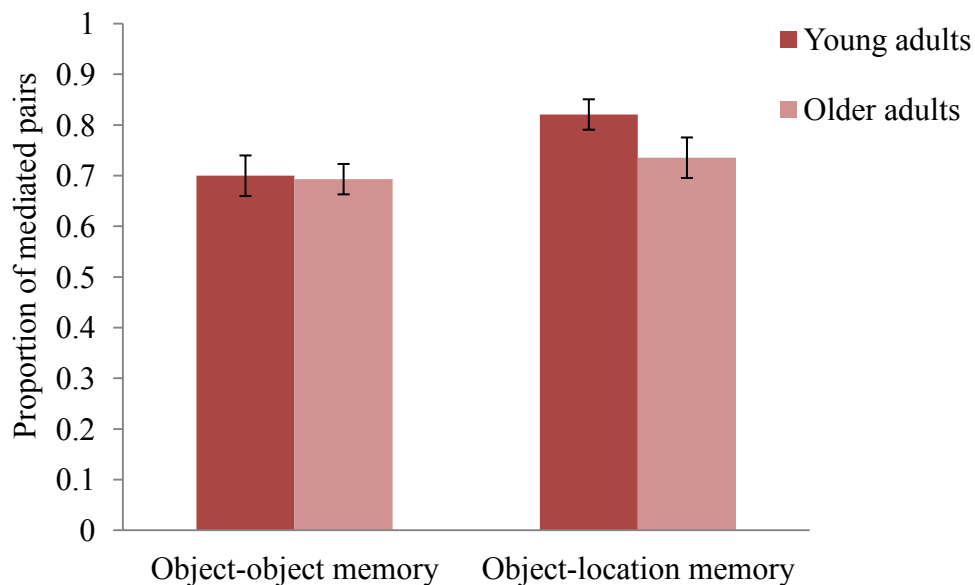 Proportion of mediated pairs
1
0.9
0.8
0.7
0.6
0.5
0.4
0.3
0.2
0.1
0
Object-object memory
Object-location memory
Young adults
Older adults